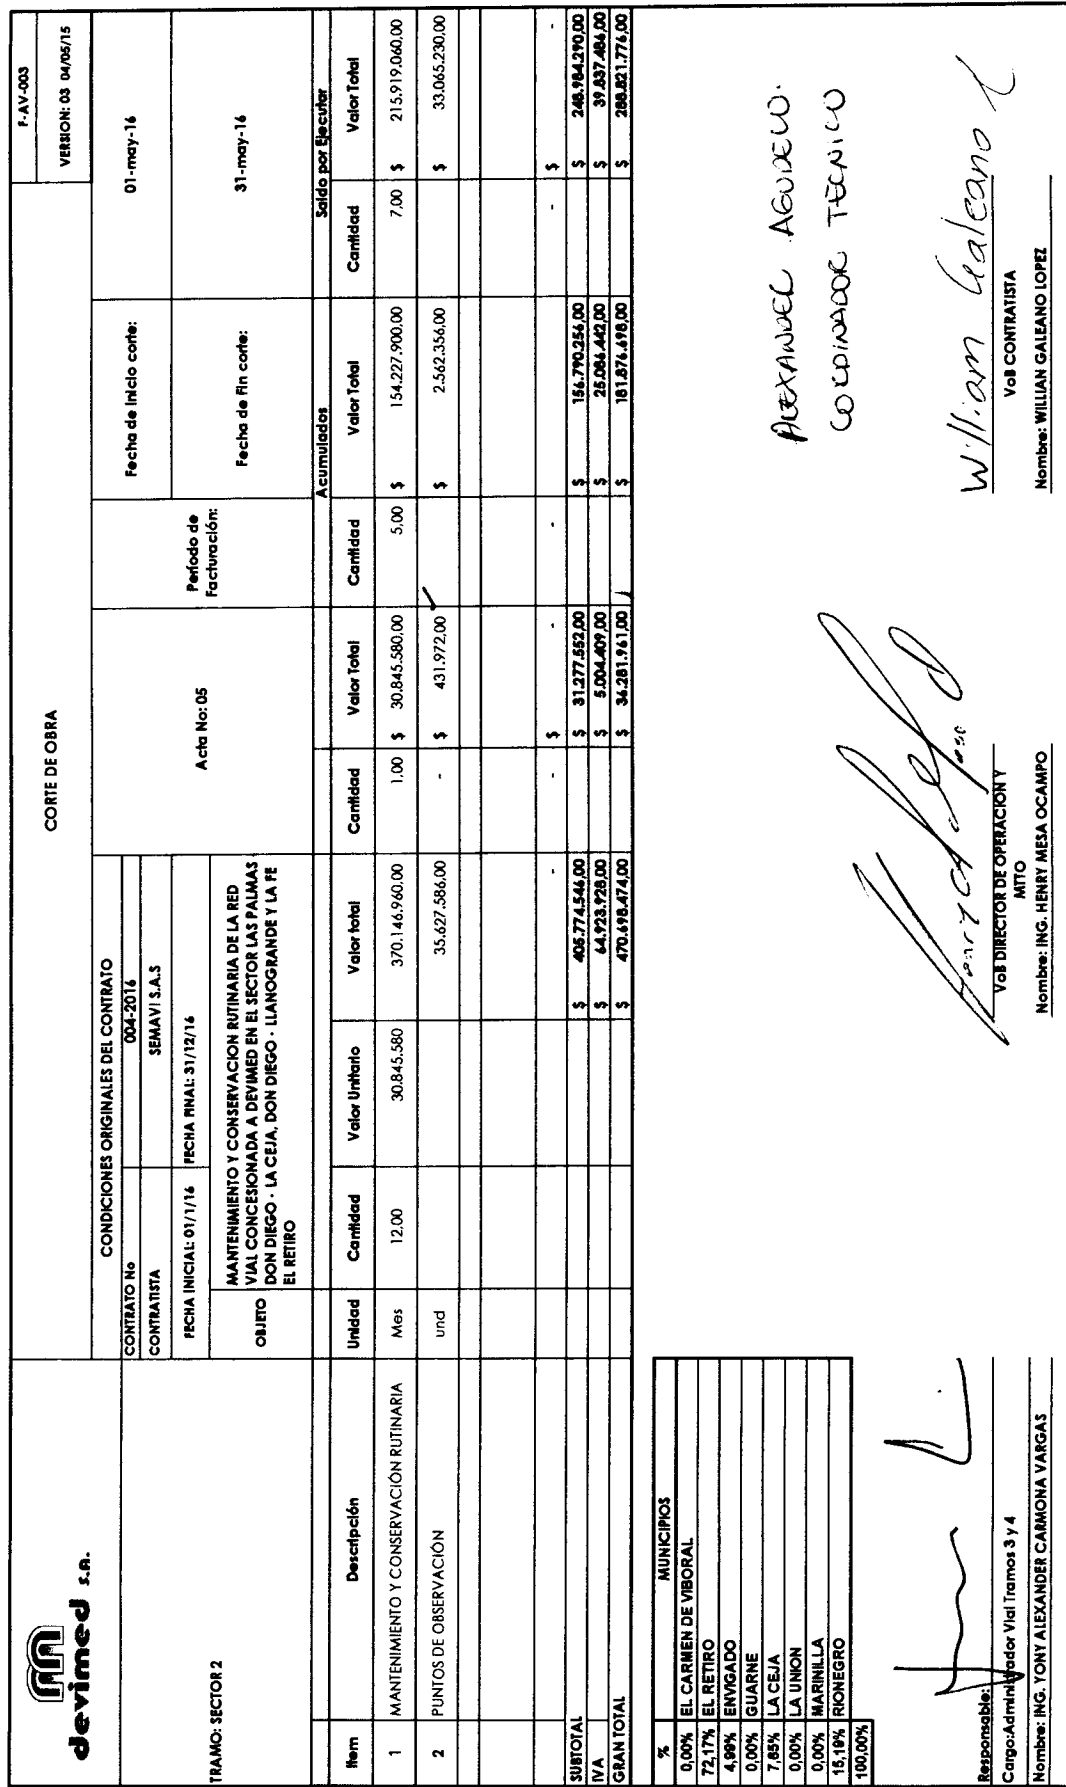 devimed s.a.
CORTE DE OBRA
F-AV-003
VERSION: 03 04/05/15
TRAMO: SECTOR 2
CONDICIONES ORIGINALES DEL CONTRATO
CONTRATO No 004-2016
CONTRATISTA SEMAVI S.A.S
FECHA INICIAL: 01/1/16 FECHA FINAL: 31/12/16
OBJETO MANTENIMIENTO Y CONSERVACION RUTINARIA DE LA RED
VIAL CONCESIONADA A DEVIMED EN EL SECTOR LAS PALMAS
DON DIEGO - LA CEJA, DON DIEGO - LLANOGRANDE Y LA FE
EL RETIRO
Acta No: 05
Período de
Facturación:
Fecha de Inicio corte: 01-may-16
Fecha de Fin corte: 31-may-16
Acumulados Saldo por Ejecutar
Item Descripción Unidad Cantidad Valor Unitario Valor total Cantidad Valor Total Cantidad Valor Total Cantidad Valor Total
1 MANTENIMIENTO Y CONSERVACIÓN RUTINARIA Mes 12.00 30.845.580 370.146.960,00 1.00 $ 30.845.580,00 5.00 $ 154.227.900,00 7.00 $ 215.919.060,00
2 PUNTOS DE OBSERVACIÓN und 35.627.586,00 - $ 431.972,00 $ 2.562.356,00 $ 33.065.230,00
- - $ - - $ - - $ -
SUBTOTAL $ 405.774.546,00 $ 31.277.552,00 $ 156.790.256,00 $ 248.984.290,00
IVA $ 64.923.928,00 $ 5.004.409,00 $ 25.086.442,00 $ 39.837.486,00
GRAN TOTAL $ 470.698.474,00 $ 36.281.961,00 $ 181.876.698,00 $ 288.821.776,00
% MUNICIPIOS
0,00% EL CARMEN DE VIBORAL
72,17% EL RETIRO
4,99% ENVIGADO
0,00% GUARNE
7,65% LA CEJA
0,00% LA UNION
0,00% MARINILLA
15,19% RIONEGRO
100,00%
ALEXANDER AGUDELO.
COORDINADOR TECNICO
Responsable:
Cargo: Administrador Vial Tramos 3 y 4
Nombre: ING. YONY ALEXANDER CARMONA VARGAS
VoB DIRECTOR DE OPERACION Y
MTTO
Nombre: ING. HENRY MESA OCAMPO
William Galeano L
VoB CONTRATISTA
Nombre: WILLIAN GALEANO LOPEZ